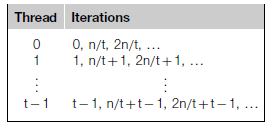 Thread Iterations
0 0, n/t, 2n/t, ...
1 1, n/t+1, 2n/t+1, ...
⋮ ⋮
t−1 t−1, n/t+t−1, 2n/t+t−1, ...